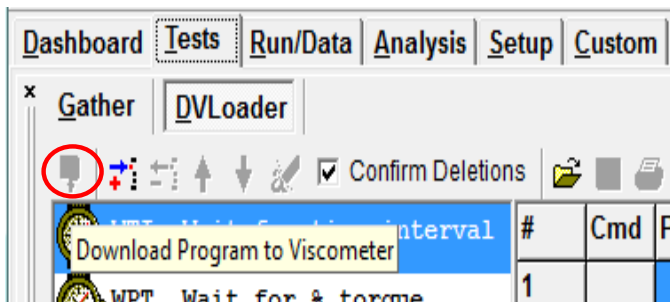 Dashboard Tests Run/Data Analysis Setup Custom
x Gather DVLoader
Confirm Deletions
interval # Cmd
Download Program to Viscometer
WPT Wait for % torque 1